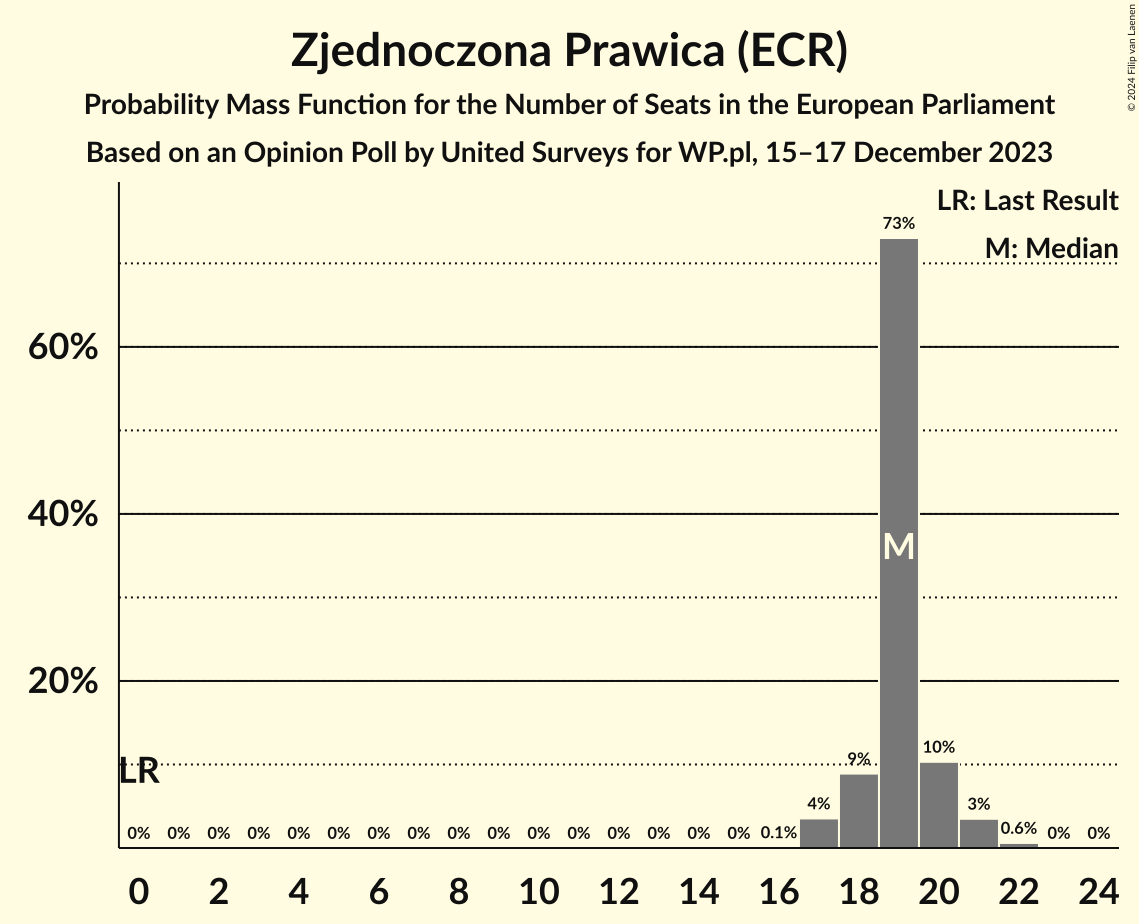 Zjednoczona Prawica (ECR)
Probability Mass Function for the Number of Seats in the European Parliament
Based on an Opinion Poll by United Surveys for WP.pl, 15–17 December 2023
© 2024 Filip van Laenen
LR: Last Result
M: Median
73%
60%
40%
M
20%
LR
0% 0% 0% 0% 0% 0% 0% 0% 0% 0% 0% 0% 0% 0% 0% 0% 0.1% 4% 9% 10% 3% 0.6% 0% 0%
0 2 4 6 8 10 12 14 16 18 20 22 24